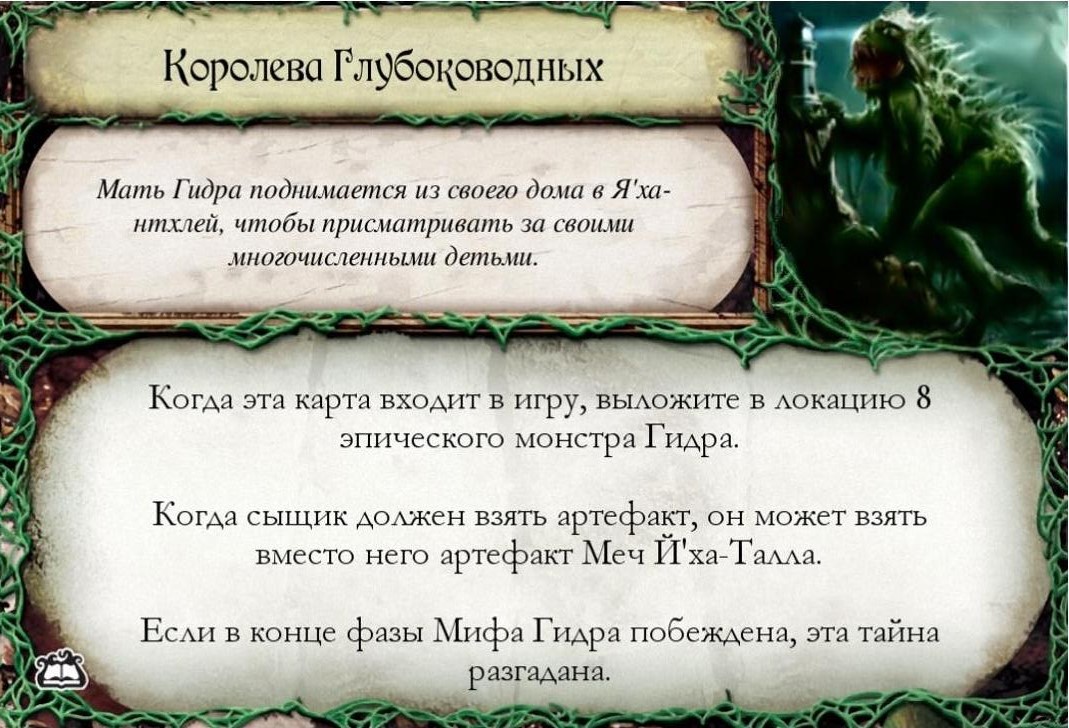 Королева Глубоководных
Мать Гидра поднимается из своего дома в Я'ха-
нтхлей, чтобы присматривать за своими
многочисленными детьми.
Когда эта карта входит в игру, выложите в локацию 8
эпического монстра Гидра.
Когда сыщик должен взять артефакт, он может взять
вместо него артефакт Меч Й'ха-Талла.
Если в конце фазы Мифа Гидра побеждена, эта тайна
разгадана.